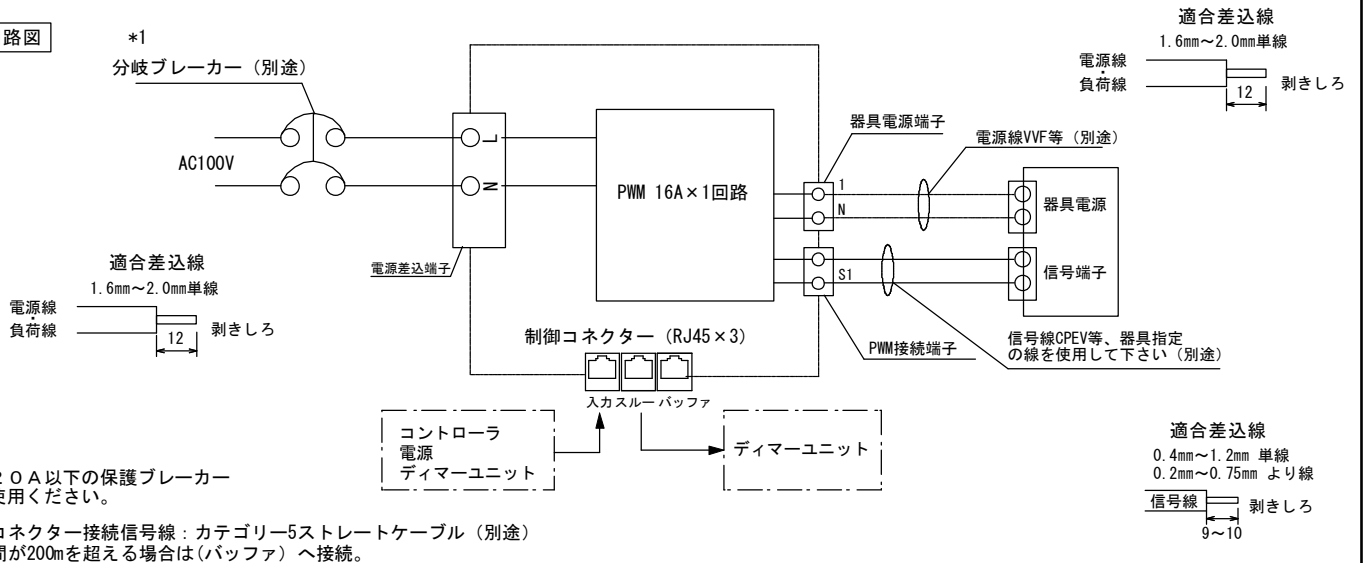 路図
*1
分岐ブレーカー（別途）
AC100V
L
N
電源差込端子
PWM 16A×1回路
器具電源端子
1
N
S1
PWM接続端子
電源線VVF等（別途）
器具電源
信号端子
信号線CPEV等、器具指定
の線を使用して下さい（別途）
適合差込線
1.6mm～2.0mm単線
電源線
・
負荷線
12
剥きしろ
適合差込線
1.6mm～2.0mm単線
電源線
・
負荷線
12
剥きしろ
制御コネクター（RJ45×3）
入力 スルー バッファ
コントローラ
電源
ディマーユニット
ディマーユニット
適合差込線
0.4mm～1.2mm 単線
0.2mm～0.75mm より線
信号線
剥きしろ
9～10
０Ａ以下の保護ブレーカー
使用ください。
コネクター接続信号線：カテゴリー5ストレートケーブル（別途）
間が200mを超える場合は(バッファ）へ接続。